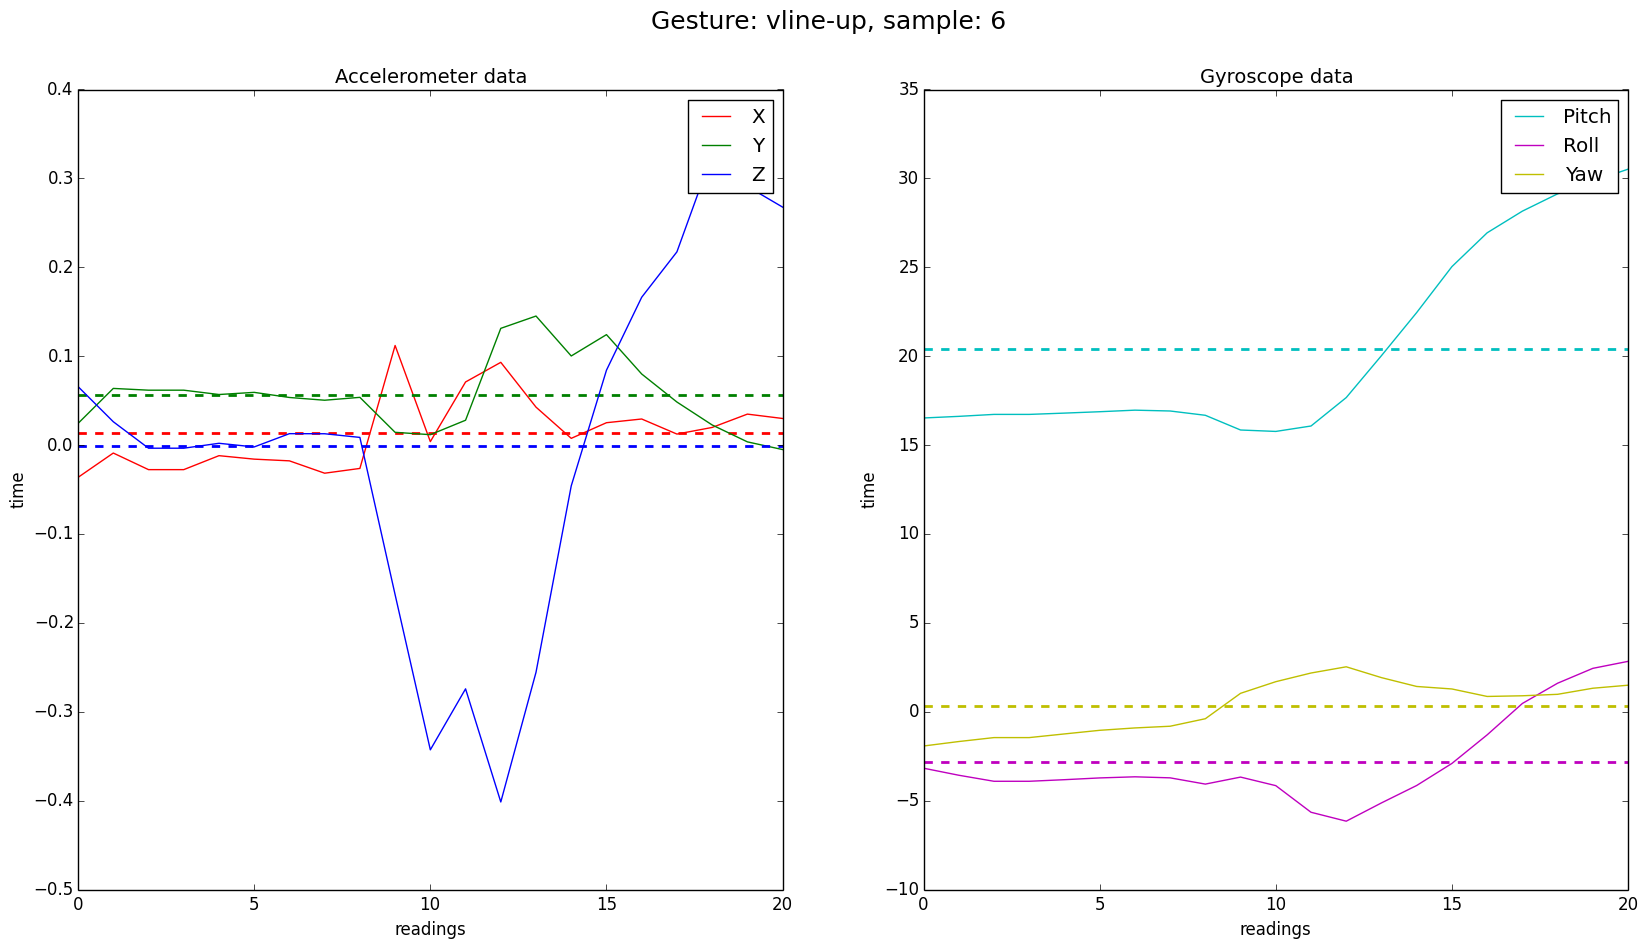 Gesture: vline-up, sample: 6
Accelerometer data
0.4
0.3
0.2
0.1
0.0
−0.1
−0.2
−0.3
−0.4
−0.5
time
0
5
10
15
20
readings
X
Y
Z
Gyroscope data
35
30
25
20
15
10
5
0
−5
−10
time
0
5
10
15
20
readings
Pitch
Roll
Yaw